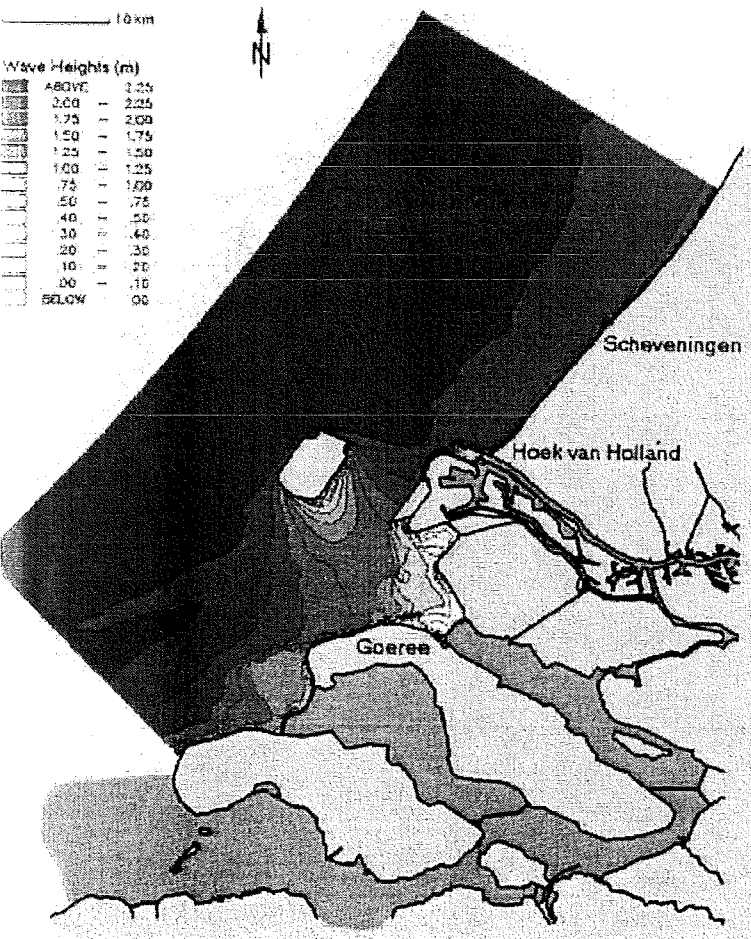 10 km
N
Wave Heights (m)
ABOVE 2.25
2.00 - 2.25
1.75 - 2.00
1.50 - 1.75
1.25 - 1.50
1.00 - 1.25
.75 - 1.00
.50 - .75
.40 - .50
.30 - .40
.20 - .30
.10 - .20
.00 - .10
BELOW .00
Scheveningen
Hoek van Holland
Goeree